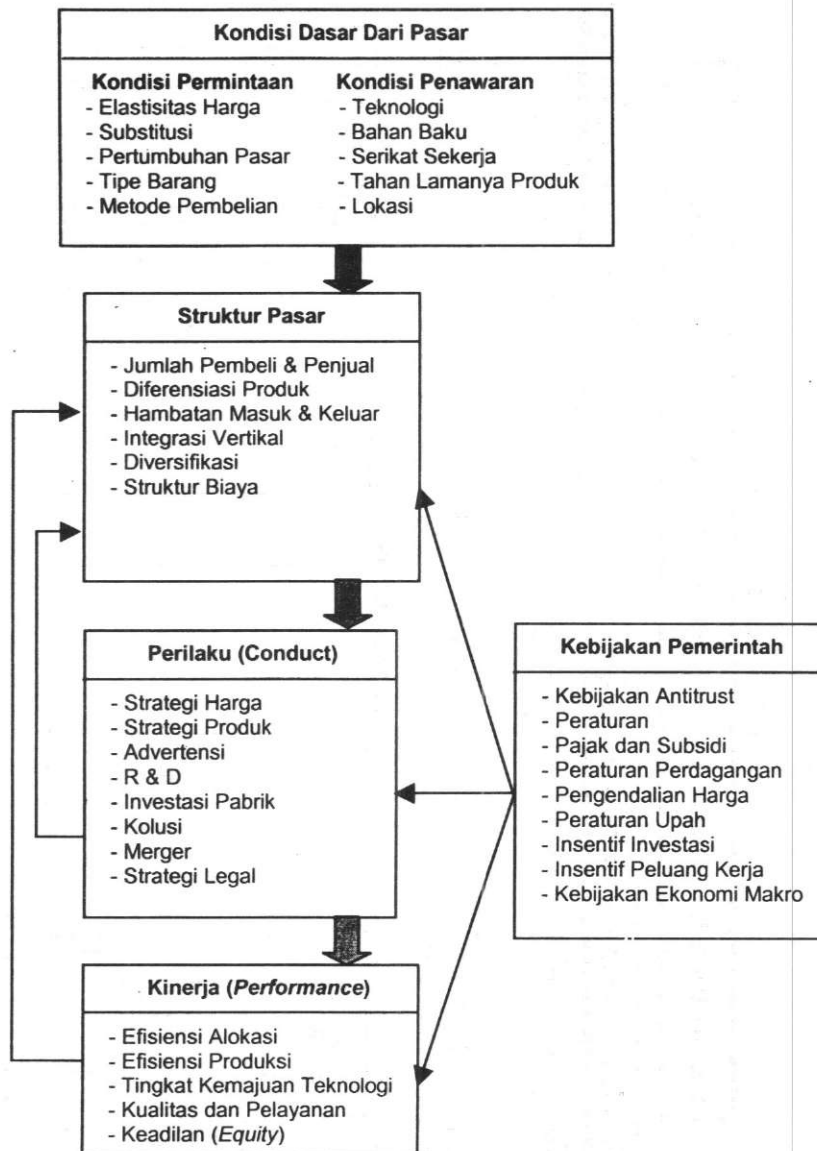 Kondisi Dasar Dari Pasar
Kondisi Permintaan
- Elastisitas Harga
- Substitusi
- Pertumbuhan Pasar
- Tipe Barang
- Metode Pembelian
Kondisi Penawaran
- Teknologi
- Bahan Baku
- Serikat Sekerja
- Tahan Lamanya Produk
- Lokasi
Struktur Pasar
- Jumlah Pembeli & Penjual
- Diferensiasi Produk
- Hambatan Masuk & Keluar
- Integrasi Vertikal
- Diversifikasi
- Struktur Biaya
Perilaku (Conduct)
- Strategi Harga
- Strategi Produk
- Advertensi
- R & D
- Investasi Pabrik
- Kolusi
- Merger
- Strategi Legal
Kebijakan Pemerintah
- Kebijakan Antitrust
- Peraturan
- Pajak dan Subsidi
- Peraturan Perdagangan
- Pengendalian Harga
- Peraturan Upah
- Insentif Investasi
- Insentif Peluang Kerja
- Kebijakan Ekonomi Makro
Kinerja (Performance)
- Efisiensi Alokasi
- Efisiensi Produksi
- Tingkat Kemajuan Teknologi
- Kualitas dan Pelayanan
- Keadilan (Equity)